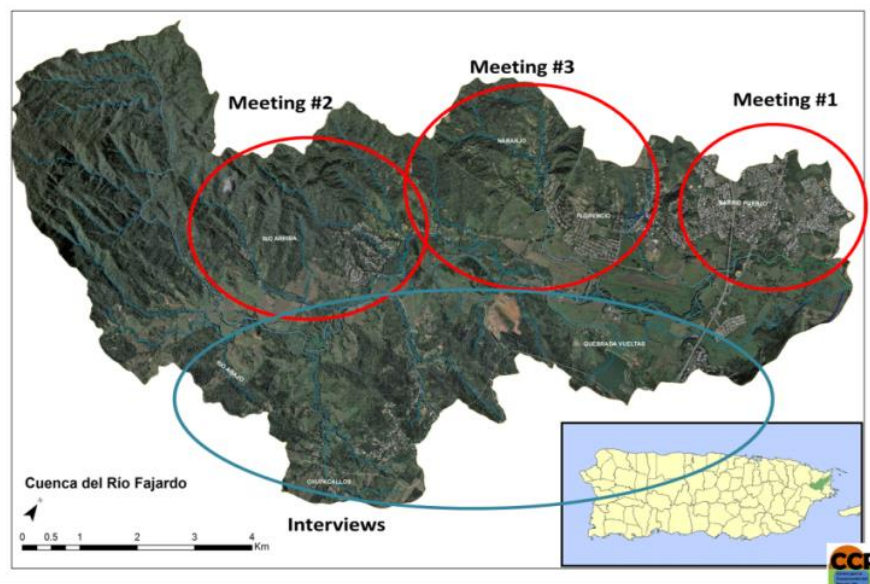 Meeting #3
Meeting #2
Meeting #1
NARANJO
FLORENCIO
BARRIO PUEBLO
RIO ARRIBA
QUEBRADA VUELTAS
RIO ABAJO
CHUPACALLOS
Cuenca del Río Fajardo
Interviews
0 0.5 1 2 3 4
Km
CCP